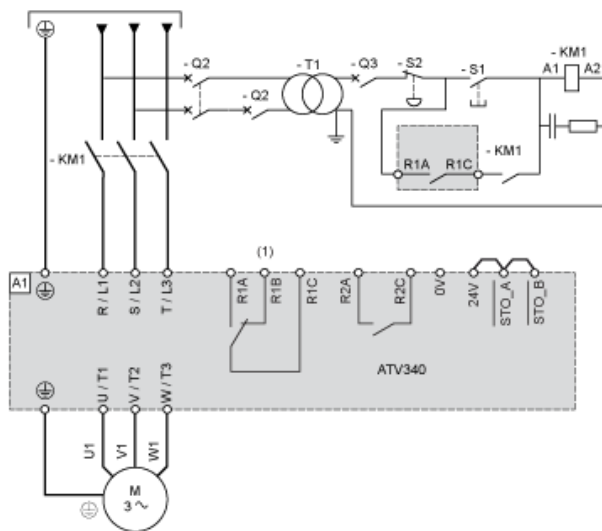 - Q2
- T1
- Q3
- S2
- S1
- KM1
A1
A2
- Q2
- KM1
R1A
R1C
- KM1
(1)
A1
R / L1
S / L2
T / L3
R1A
R1B
R1C
R2A
R2C
0V
24V
STO_A
STO_B
ATV340
U / T1
V / T2
W / T3
U1
V1
W1
M
3 ~